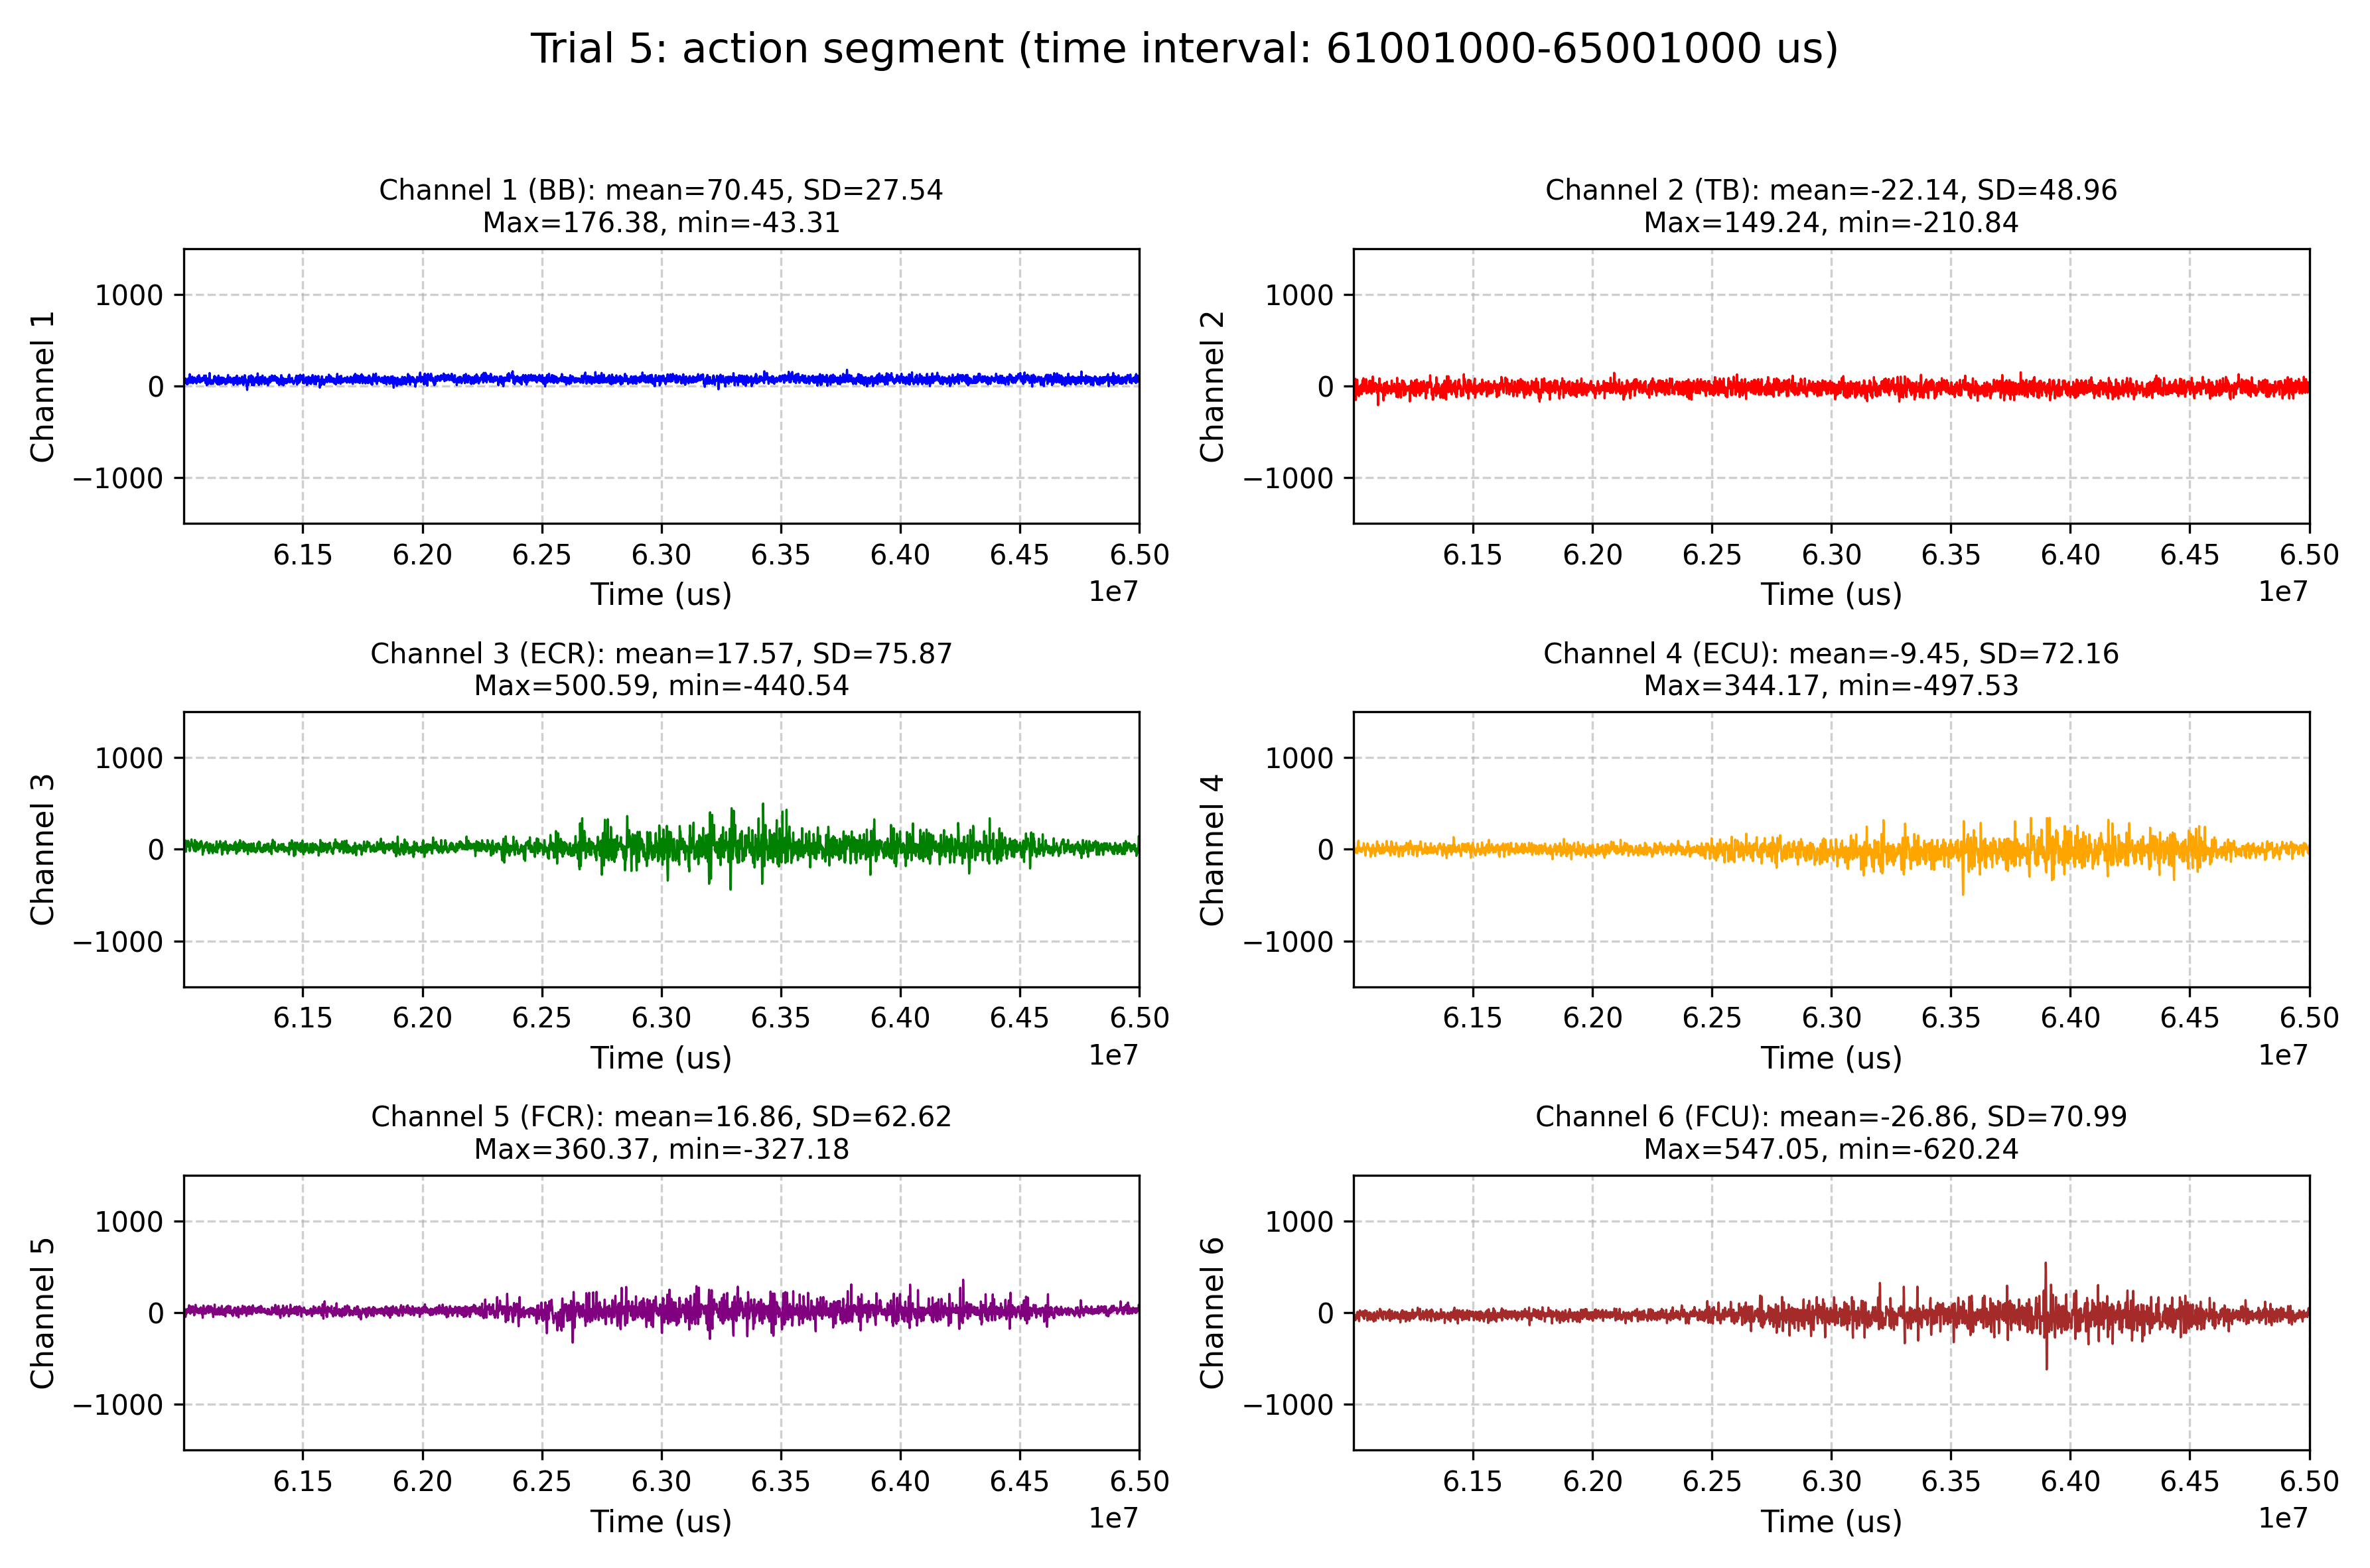 Trial 5: action segment (time interval: 61001000-65001000 us)
Channel 1 (BB): mean=70.45, SD=27.54
Max=176.38, min=-43.31
1000
0
−1000
Channel 1
6.15 6.20 6.25 6.30 6.35 6.40 6.45 6.50
1e7
Time (us)
Channel 2 (TB): mean=-22.14, SD=48.96
Max=149.24, min=-210.84
1000
0
−1000
Channel 2
6.15 6.20 6.25 6.30 6.35 6.40 6.45 6.50
1e7
Time (us)
Channel 3 (ECR): mean=17.57, SD=75.87
Max=500.59, min=-440.54
1000
0
−1000
Channel 3
6.15 6.20 6.25 6.30 6.35 6.40 6.45 6.50
1e7
Time (us)
Channel 4 (ECU): mean=-9.45, SD=72.16
Max=344.17, min=-497.53
1000
0
−1000
Channel 4
6.15 6.20 6.25 6.30 6.35 6.40 6.45 6.50
1e7
Time (us)
Channel 5 (FCR): mean=16.86, SD=62.62
Max=360.37, min=-327.18
1000
0
−1000
Channel 5
6.15 6.20 6.25 6.30 6.35 6.40 6.45 6.50
1e7
Time (us)
Channel 6 (FCU): mean=-26.86, SD=70.99
Max=547.05, min=-620.24
1000
0
−1000
Channel 6
6.15 6.20 6.25 6.30 6.35 6.40 6.45 6.50
1e7
Time (us)